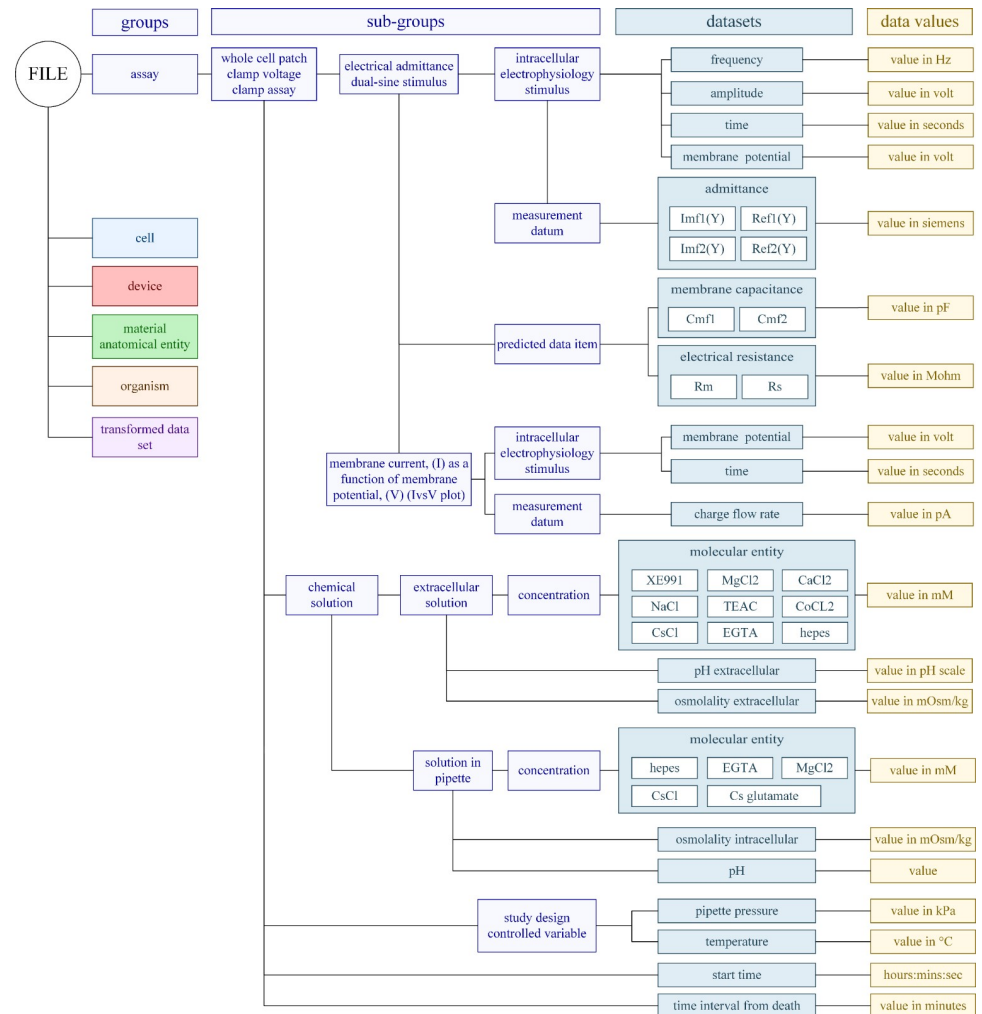 groups
sub-groups
datasets
data values
FILE
assay
whole cell patch
clamp voltage
clamp assay
electrical admittance
dual-sine stimulus
intracellular
electrophysiology
stimulus
frequency
value in Hz
amplitude
value in volt
time
value in seconds
membrane potential
value in volt
measurement
datum
admittance
Imf1(Y)
Ref1(Y)
Imf2(Y)
Ref2(Y)
value in siemens
cell
device
material
anatomical entity
organism
transformed data
set
predicted data item
membrane capacitance
Cmf1
Cmf2
value in pF
electrical resistance
Rm
Rs
value in Mohm
membrane current, (I) as a
function of membrane
potential, (V) (IvsV plot)
intracellular
electrophysiology
stimulus
membrane potential
value in volt
time
value in seconds
measurement
datum
charge flow rate
value in pA
chemical
solution
extracellular
solution
concentration
molecular entity
XE991
MgCl2
CaCl2
NaCl
TEAC
CoCL2
CsCl
EGTA
hepes
value in mM
pH extracellular
value in pH scale
osmolality extracellular
value in mOsm/kg
solution in
pipette
concentration
molecular entity
hepes
EGTA
MgCl2
CsCl
Cs glutamate
value in mM
osmolality intracellular
value in mOsm/kg
pH
value
study design
controlled variable
pipette pressure
value in kPa
temperature
value in °C
start time
hours:mins:sec
time interval from death
value in minutes